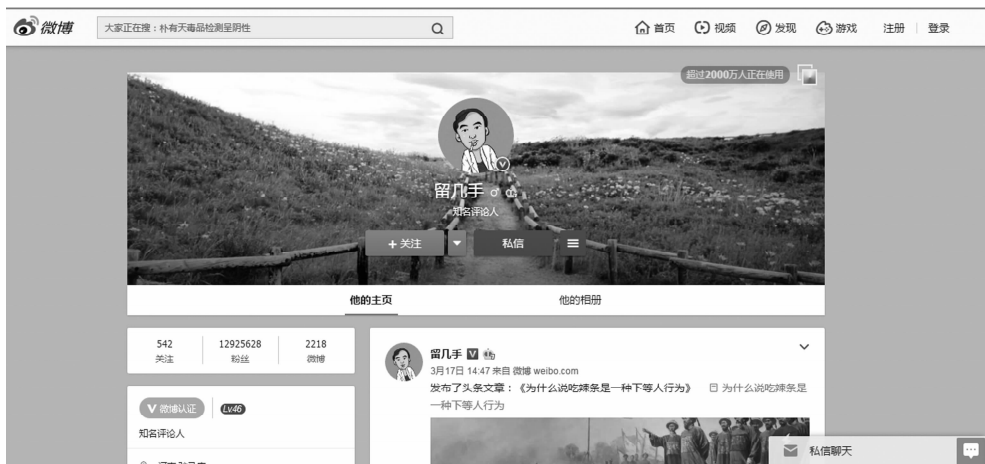 微博
大家正在搜：朴有天毒品检测呈阴性
首页 视频 发现 游戏 注册 登录
超过2000万人正在使用
留几手
知名评论人
+关注 私信
他的主页 他的相册
542 12925628 2218
关注 粉丝 微博
留几手 V
3月17日 14:47 来自 微博 weibo.com
发布了头条文章：《为什么说吃辣条是一种下等人行为》 为什么说吃辣条是
一种下等人行为
V 微博认证 Lv.46
知名评论人
私信聊天